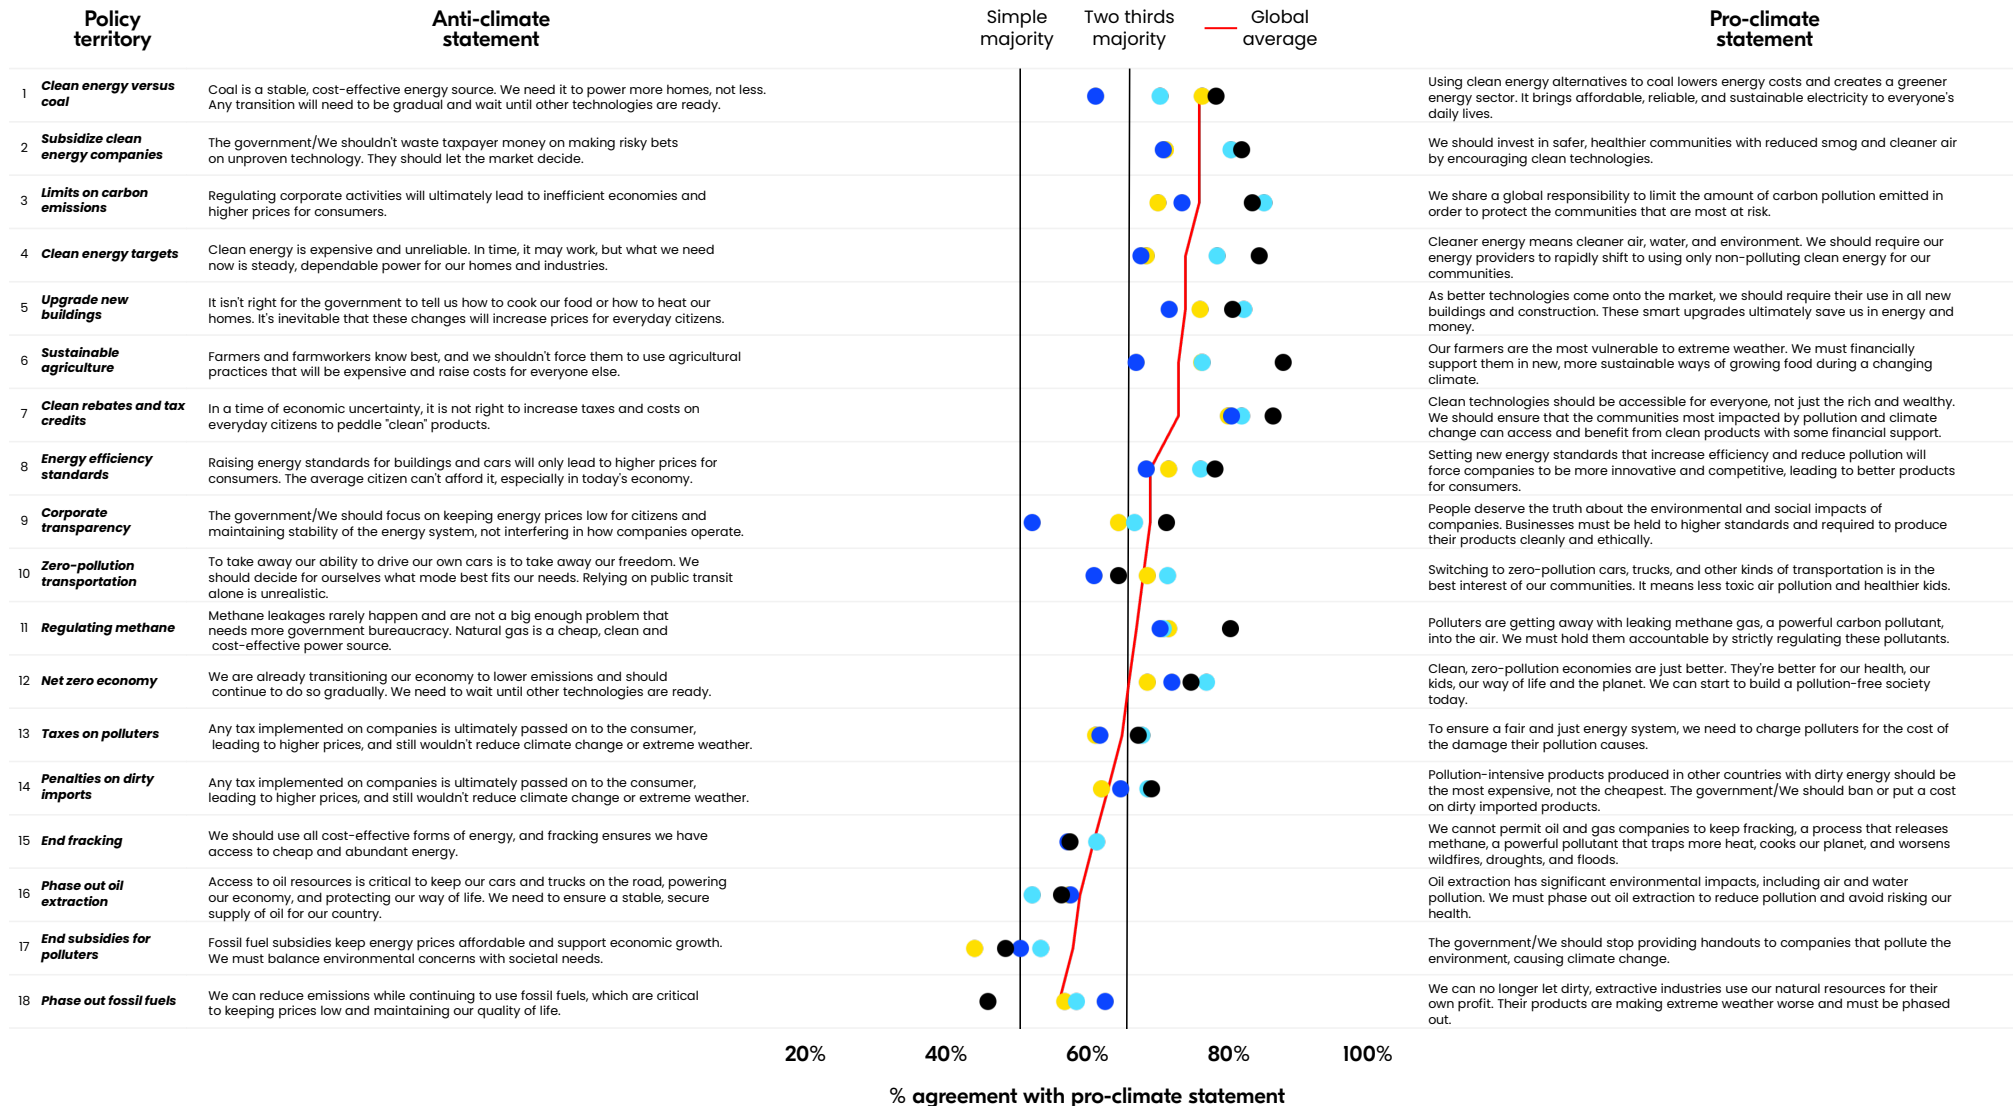 Policy
territory
Anti-climate
statement
Simple
majority
Two thirds
majority
Global
average
Pro-climate
statement
1
Clean energy versus
coal
Coal is a stable, cost-effective energy source. We need it to power more homes, not less.
Any transition will need to be gradual and wait until other technologies are ready.
Using clean energy alternatives to coal lowers energy costs and creates a greener
energy sector. It brings affordable, reliable, and sustainable electricity to everyone's
daily lives.
2
Subsidize clean
energy companies
The government/We shouldn't waste taxpayer money on making risky bets
on unproven technology. They should let the market decide.
We should invest in safer, healthier communities with reduced smog and cleaner air
by encouraging clean technologies.
3
Limits on carbon
emissions
Regulating corporate activities will ultimately lead to inefficient economies and
higher prices for consumers.
We share a global responsibility to limit the amount of carbon pollution emitted in
order to protect the communities that are most at risk.
4
Clean energy targets
Clean energy is expensive and unreliable. In time, it may work, but what we need
now is steady, dependable power for our homes and industries.
Cleaner energy means cleaner air, water, and environment. We should require our
energy providers to rapidly shift to using only non-polluting clean energy for our
communities.
5
Upgrade new
buildings
It isn't right for the government to tell us how to cook our food or how to heat our
homes. It's inevitable that these changes will increase prices for everyday citizens.
As better technologies come onto the market, we should require their use in all new
buildings and construction. These smart upgrades ultimately save us in energy and
money.
6
Sustainable
agriculture
Farmers and farmworkers know best, and we shouldn't force them to use agricultural
practices that will be expensive and raise costs for everyone else.
Our farmers are the most vulnerable to extreme weather. We must financially
support them in new, more sustainable ways of growing food during a changing
climate.
7
Clean rebates and tax
credits
In a time of economic uncertainty, it is not right to increase taxes and costs on
everyday citizens to peddle "clean" products.
Clean technologies should be accessible for everyone, not just the rich and wealthy.
We should ensure that the communities most impacted by pollution and climate
change can access and benefit from clean products with some financial support.
8
Energy efficiency
standards
Raising energy standards for buildings and cars will only lead to higher prices for
consumers. The average citizen can't afford it, especially in today's economy.
Setting new energy standards that increase efficiency and reduce pollution will
force companies to be more innovative and competitive, leading to better products
for consumers.
9
Corporate
transparency
The government/We should focus on keeping energy prices low for citizens and
maintaining stability of the energy system, not interfering in how companies operate.
People deserve the truth about the environmental and social impacts of
companies. Businesses must be held to higher standards and required to produce
their products cleanly and ethically.
10
Zero-pollution
transportation
To take away our ability to drive our own cars is to take away our freedom. We
should decide for ourselves what mode best fits our needs. Relying on public transit
alone is unrealistic.
Switching to zero-pollution cars, trucks, and other kinds of transportation is in the
best interest of our communities. It means less toxic air pollution and healthier kids.
11
Regulating methane
Methane leakages rarely happen and are not a big enough problem that
needs more government bureaucracy. Natural gas is a cheap, clean and
cost-effective power source.
Polluters are getting away with leaking methane gas, a powerful carbon pollutant,
into the air. We must hold them accountable by strictly regulating these pollutants.
12
Net zero economy
We are already transitioning our economy to lower emissions and should
continue to do so gradually. We need to wait until other technologies are ready.
Clean, zero-pollution economies are just better. They're better for our health, our
kids, our way of life and the planet. We can start to build a pollution-free society
today.
13
Taxes on polluters
Any tax implemented on companies is ultimately passed on to the consumer,
leading to higher prices, and still wouldn't reduce climate change or extreme weather.
To ensure a fair and just energy system, we need to charge polluters for the cost of
the damage their pollution causes.
14
Penalties on dirty
imports
Any tax implemented on companies is ultimately passed on to the consumer,
leading to higher prices, and still wouldn't reduce climate change or extreme weather.
Pollution-intensive products produced in other countries with dirty energy should be
the most expensive, not the cheapest. The government/We should ban or put a cost
on dirty imported products.
15
End fracking
We should use all cost-effective forms of energy, and fracking ensures we have
access to cheap and abundant energy.
We cannot permit oil and gas companies to keep fracking, a process that releases
methane, a powerful pollutant that traps more heat, cooks our planet, and worsens
wildfires, droughts, and floods.
16
Phase out oil
extraction
Access to oil resources is critical to keep our cars and trucks on the road, powering
our economy, and protecting our way of life. We need to ensure a stable, secure
supply of oil for our country.
Oil extraction has significant environmental impacts, including air and water
pollution. We must phase out oil extraction to reduce pollution and avoid risking our
health.
17
End subsidies for
polluters
Fossil fuel subsidies keep energy prices affordable and support economic growth.
We must balance environmental concerns with societal needs.
The government/We should stop providing handouts to companies that pollute the
environment, causing climate change.
18
Phase out fossil fuels
We can reduce emissions while continuing to use fossil fuels, which are critical
to keeping prices low and maintaining our quality of life.
We can no longer let dirty, extractive industries use our natural resources for their
own profit. Their products are making extreme weather worse and must be phased
out.
20%
40%
60%
80%
100%
% agreement with pro-climate statement